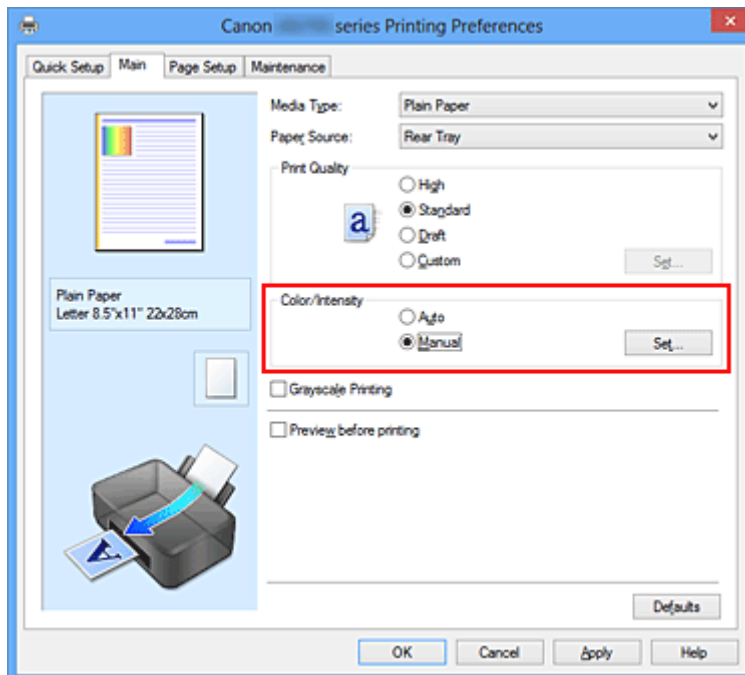 Canon series Printing Preferences
Quick Setup Main Page Setup Maintenance
Media Type: Plain Paper
Paper Source: Rear Tray
Print Quality
High
a Standard
Draft
Custom Set...
Plain Paper
Letter 8.5"x11" 22x28cm
Color/Intensity
Auto
Manual Set...
Grayscale Printing
Preview before printing
A
Defaults
OK Cancel Apply Help